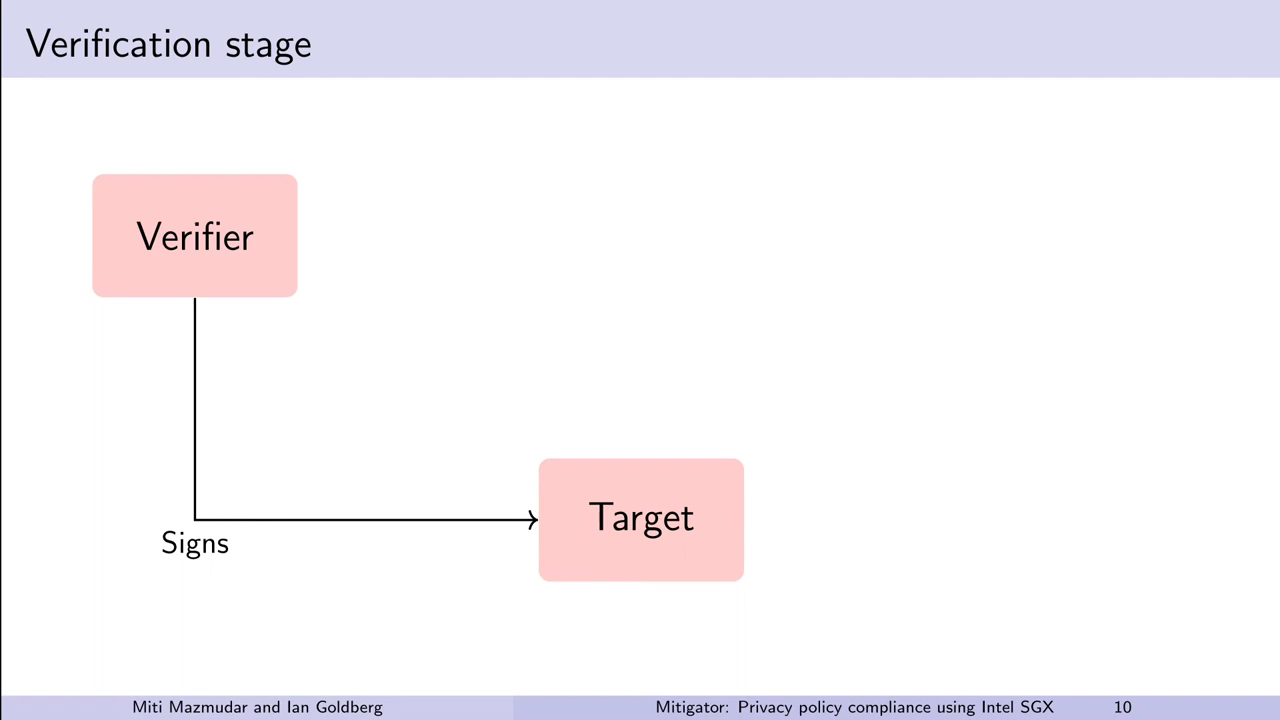 Verification stage
Verifier
Target
Signs
Miti Mazmudar and Ian Goldberg
Mitigator: Privacy policy compliance using Intel SGX
10